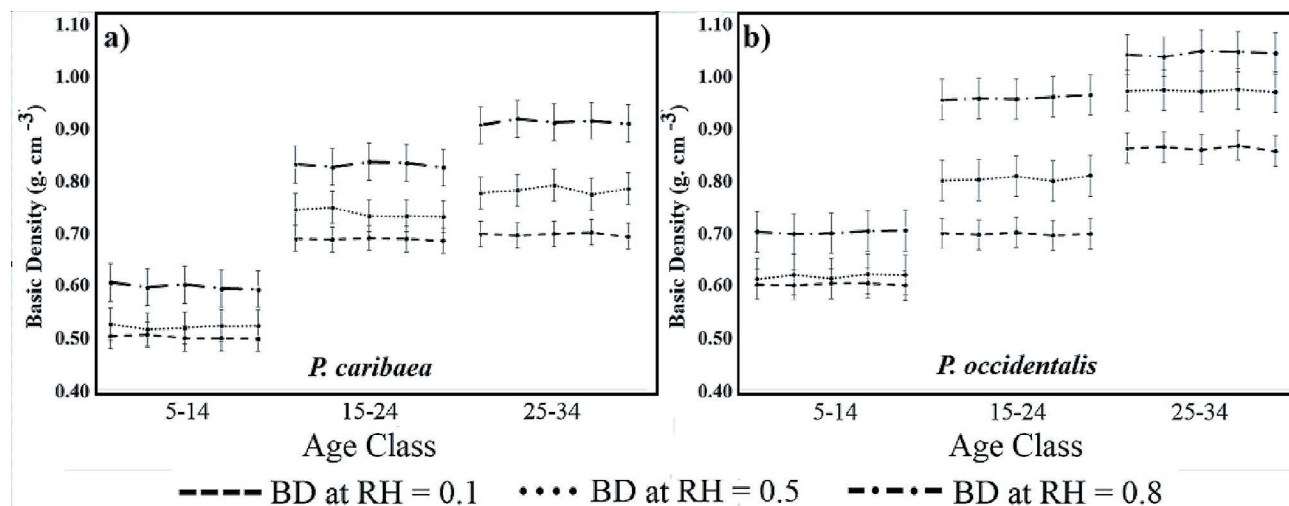 a)
Basic Density (g. cm -3)
1.10
1.00
0.90
0.80
0.70
0.60
0.50
0.40
P. caribaea
5-14 15-24 25-34
Age Class
b)
Basic Density (g. cm -3)
1.10
1.00
0.90
0.80
0.70
0.60
0.50
0.40
P. occidentalis
5-14 15-24 25-34
Age Class
BD at RH = 0.1 BD at RH = 0.5 BD at RH = 0.8